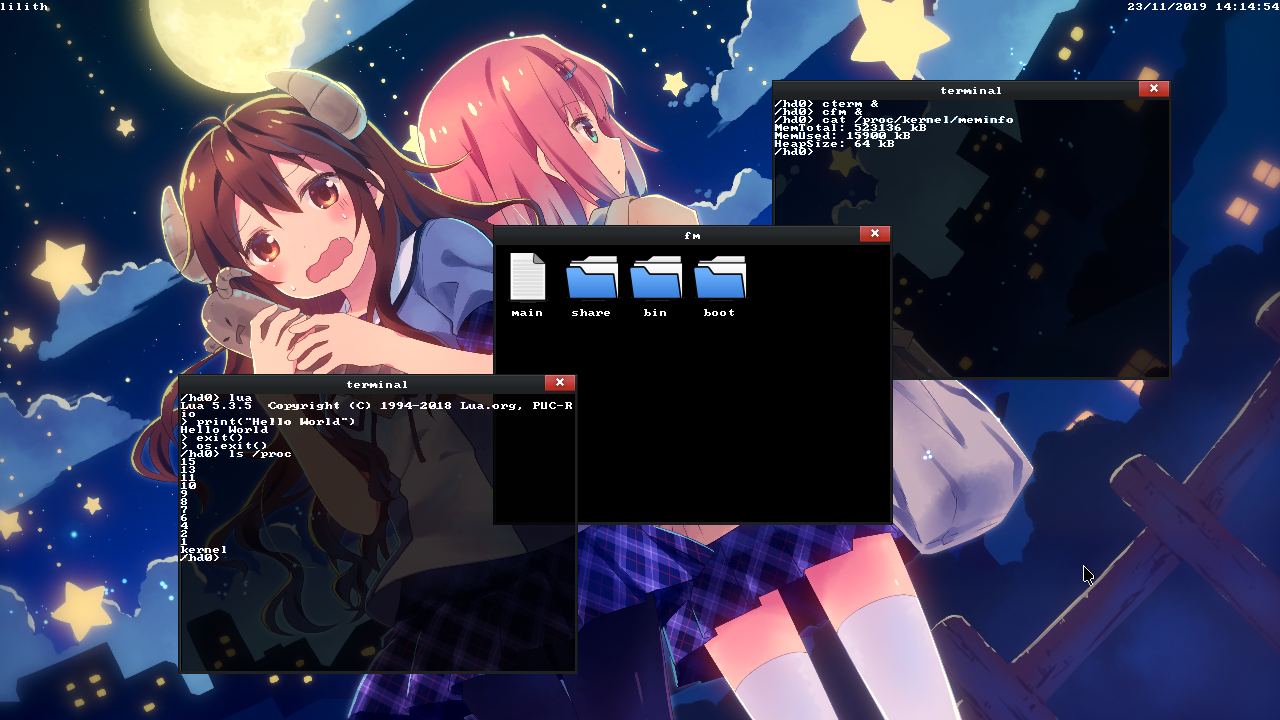 lilith
23/11/2019 14:14:54
terminal
/hd0> cterm &
/hd0> cfm &
/hd0> cat /proc/kernel/meminfo
MemTotal: 523136 kB
MemUsed: 15900 kB
HeapSize: 64 kB
/hd0>
fm
main
share
bin
boot
terminal
/hd0> lua
Lua 5.3.5  Copyright (C) 1994-2018 Lua.org, PUC-R
io
> print("Hello World")
Hello World
> exit()
> os.exit()
/hd0> ls /proc
15
13
11
10
9
8
7
6
4
2
1
kernel
/hd0>